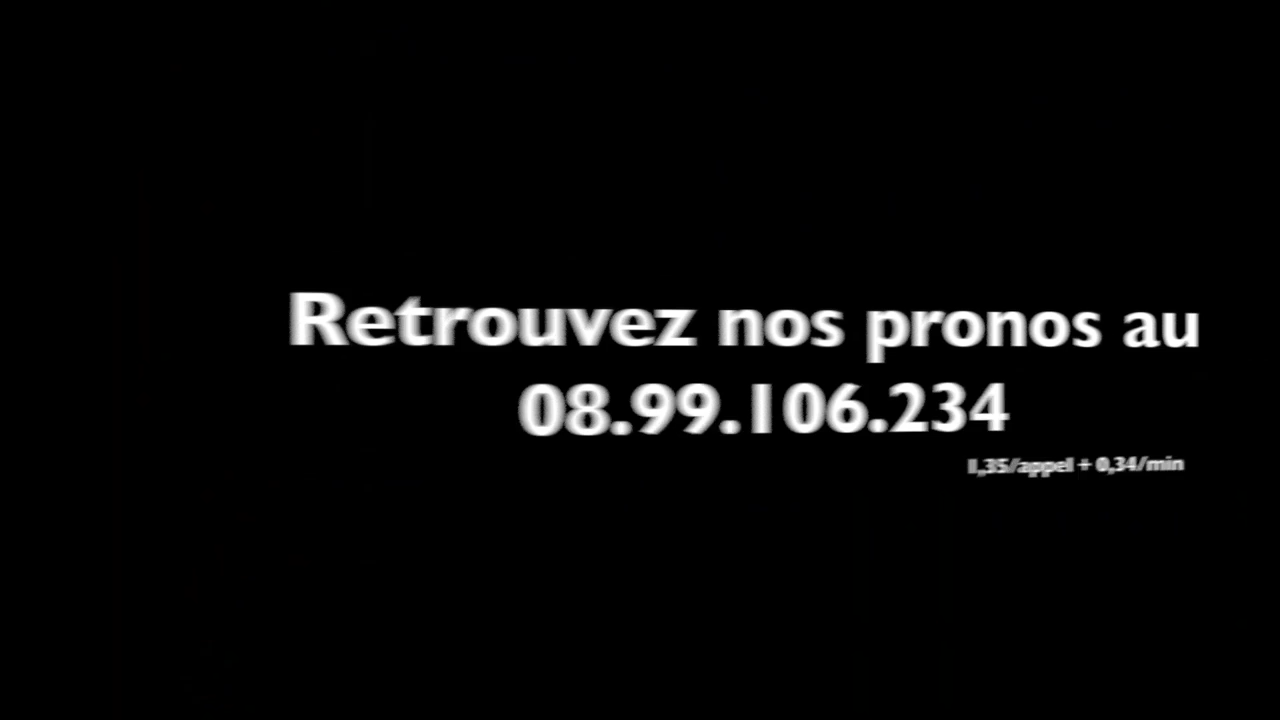 Retrouvez nos pronos au
08.99.106.234
1,35/appel + 0,34/min